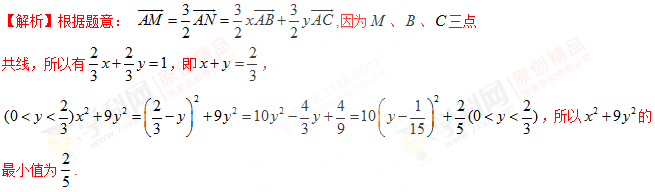 【解析】根据题意： $\overrightarrow{AM}=\frac{3}{2}\overrightarrow{AN}=\frac{3}{2}x\overrightarrow{AB}+\frac{3}{2}y\overrightarrow{AC}$,因为 M 、B 、C三点
共线，所以有 $\frac{2}{3}x+\frac{2}{3}y=1$，即 $x+y=\frac{2}{3}$，
$(0<y<\frac{2}{3})x^2+9y^2=\left(\frac{2}{3}-y\right)^2+9y^2=10y^2-\frac{4}{3}y+\frac{4}{9}=10\left(y-\frac{1}{15}\right)^2+\frac{2}{5}(0<y<\frac{2}{3})$,所以 $x^2+9y^2$ 的
最小值为 $\frac{2}{5}$.